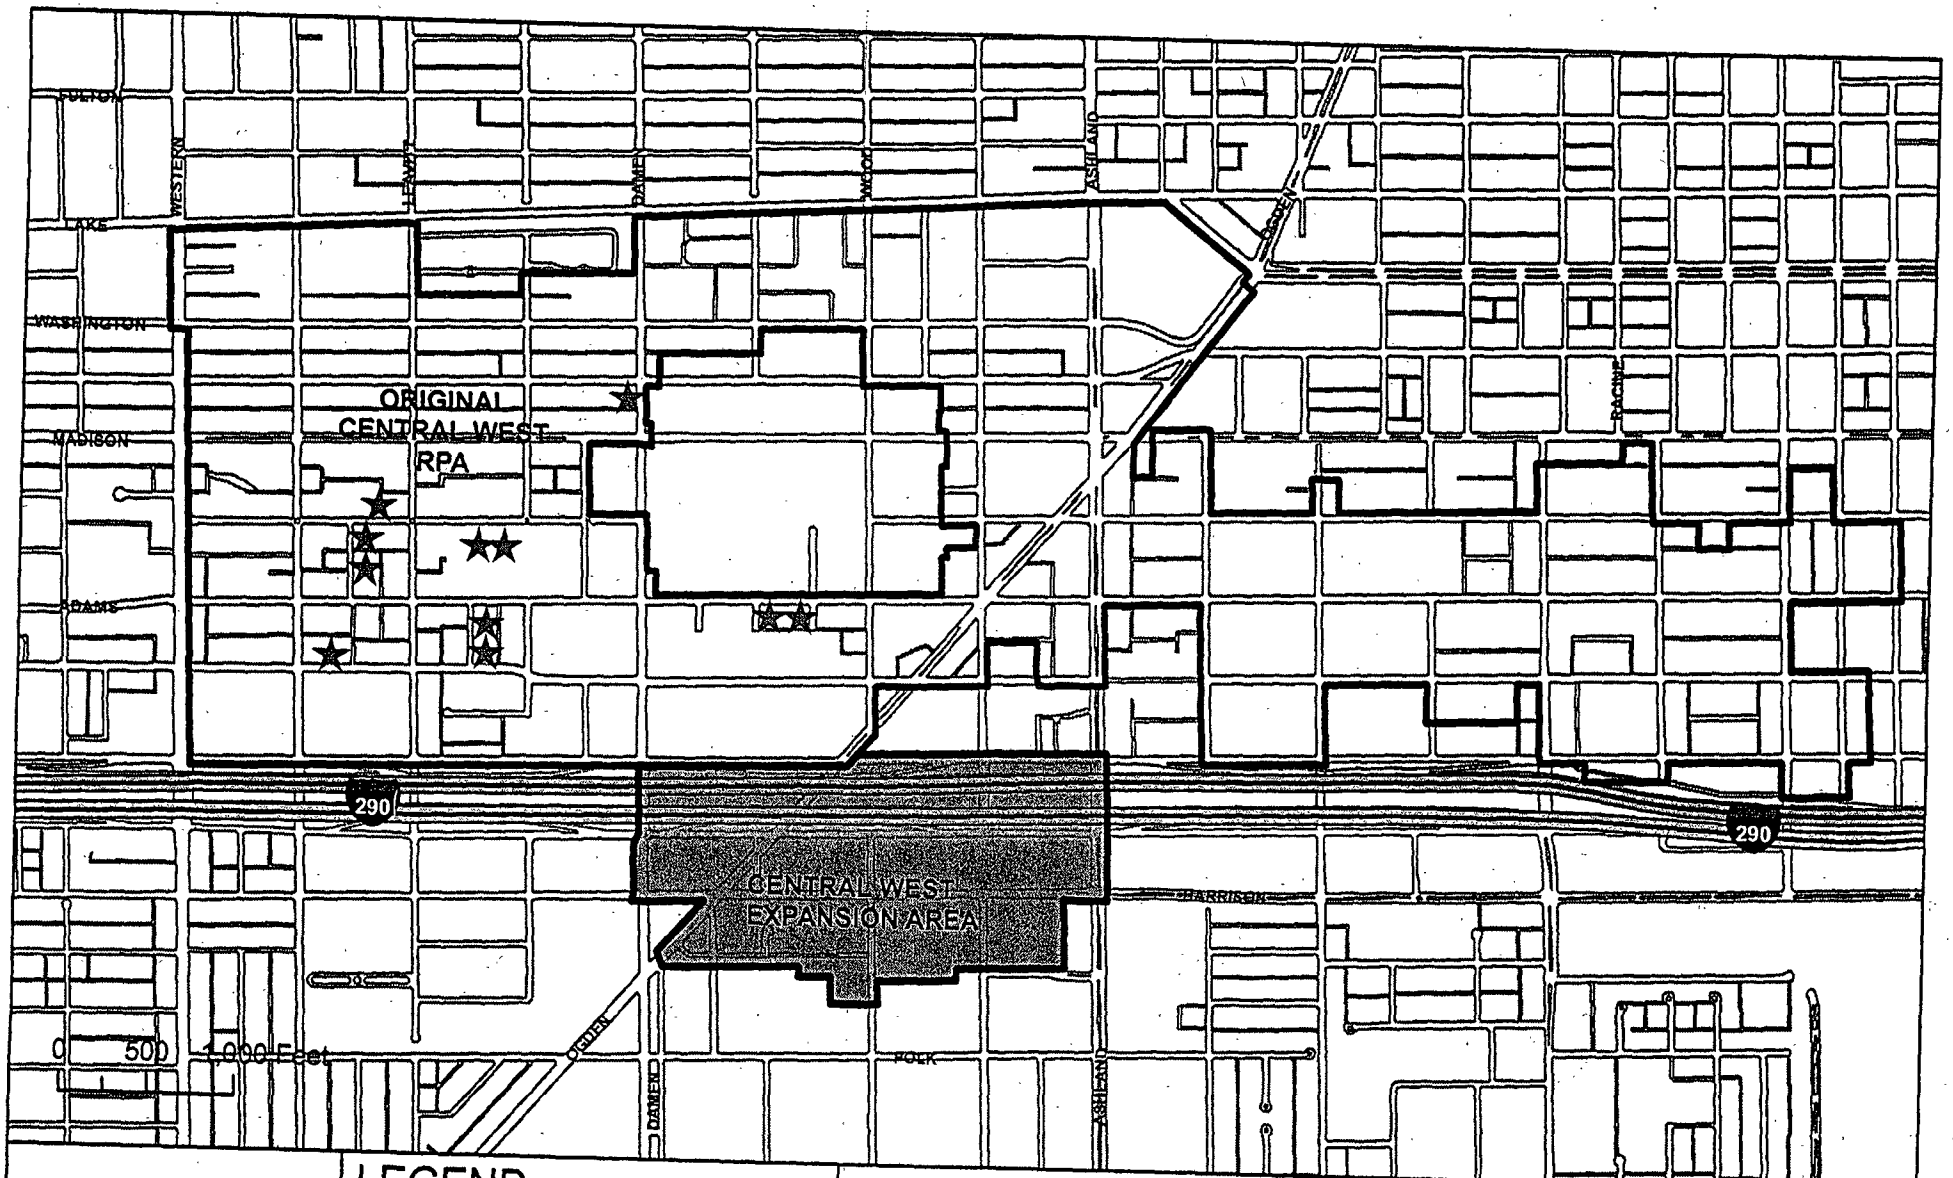 FULTON
WESTERN
LEAVITT
DAMEN
WOOD
ASHLAND
OGDEN
LAKE
WASHINGTON
RACINE
ORIGINAL
CENTRAL WEST
RPA
MADISON
ADAMS
290
290
CENTRAL WEST
EXPANSION AREA
HARRISON
OGDEN
0 500 1,000 Feet
POLK
DAMEN
ASHLAND
LEGEND